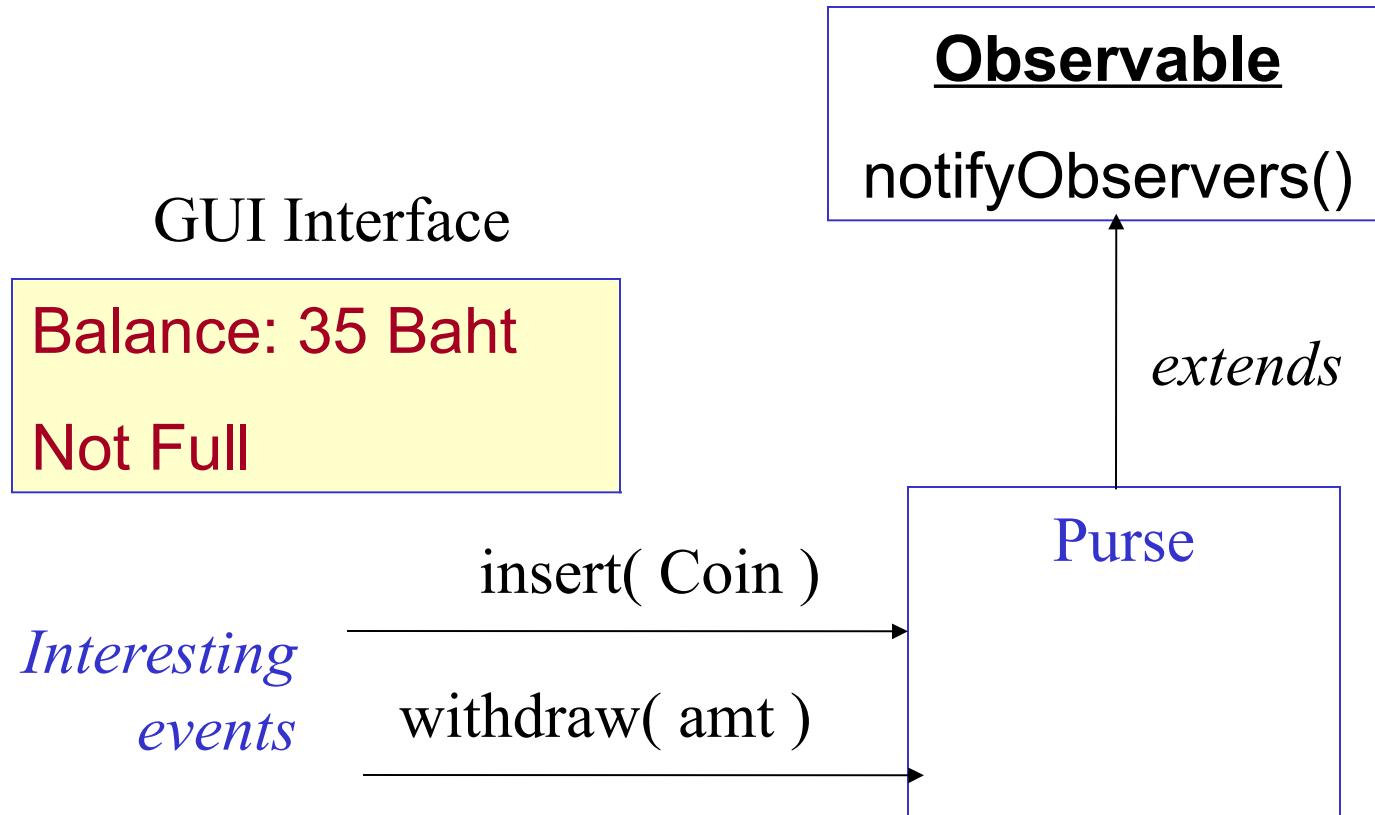 Observable
notifyObservers()
GUI Interface
Balance: 35 Baht
Not Full
extends
Purse
insert( Coin )
Interesting
events
withdraw( amt )